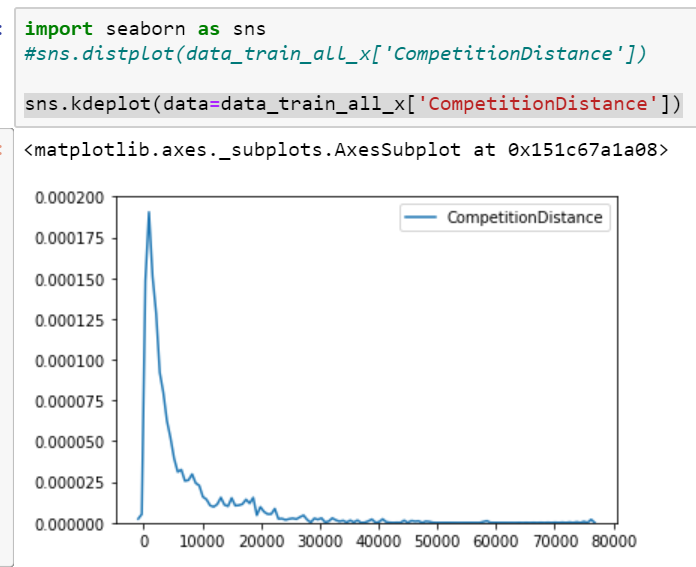 import seaborn as sns
#sns.distplot(data_train_all_x['CompetitionDistance'])
sns.kdeplot(data=data_train_all_x['CompetitionDistance'])
<matplotlib.axes._subplots.AxesSubplot at 0x151c67a1a08>
CompetitionDistance
0.000200
0.000175
0.000150
0.000125
0.000100
0.000075
0.000050
0.000025
0.000000
0 10000 20000 30000 40000 50000 60000 70000 80000